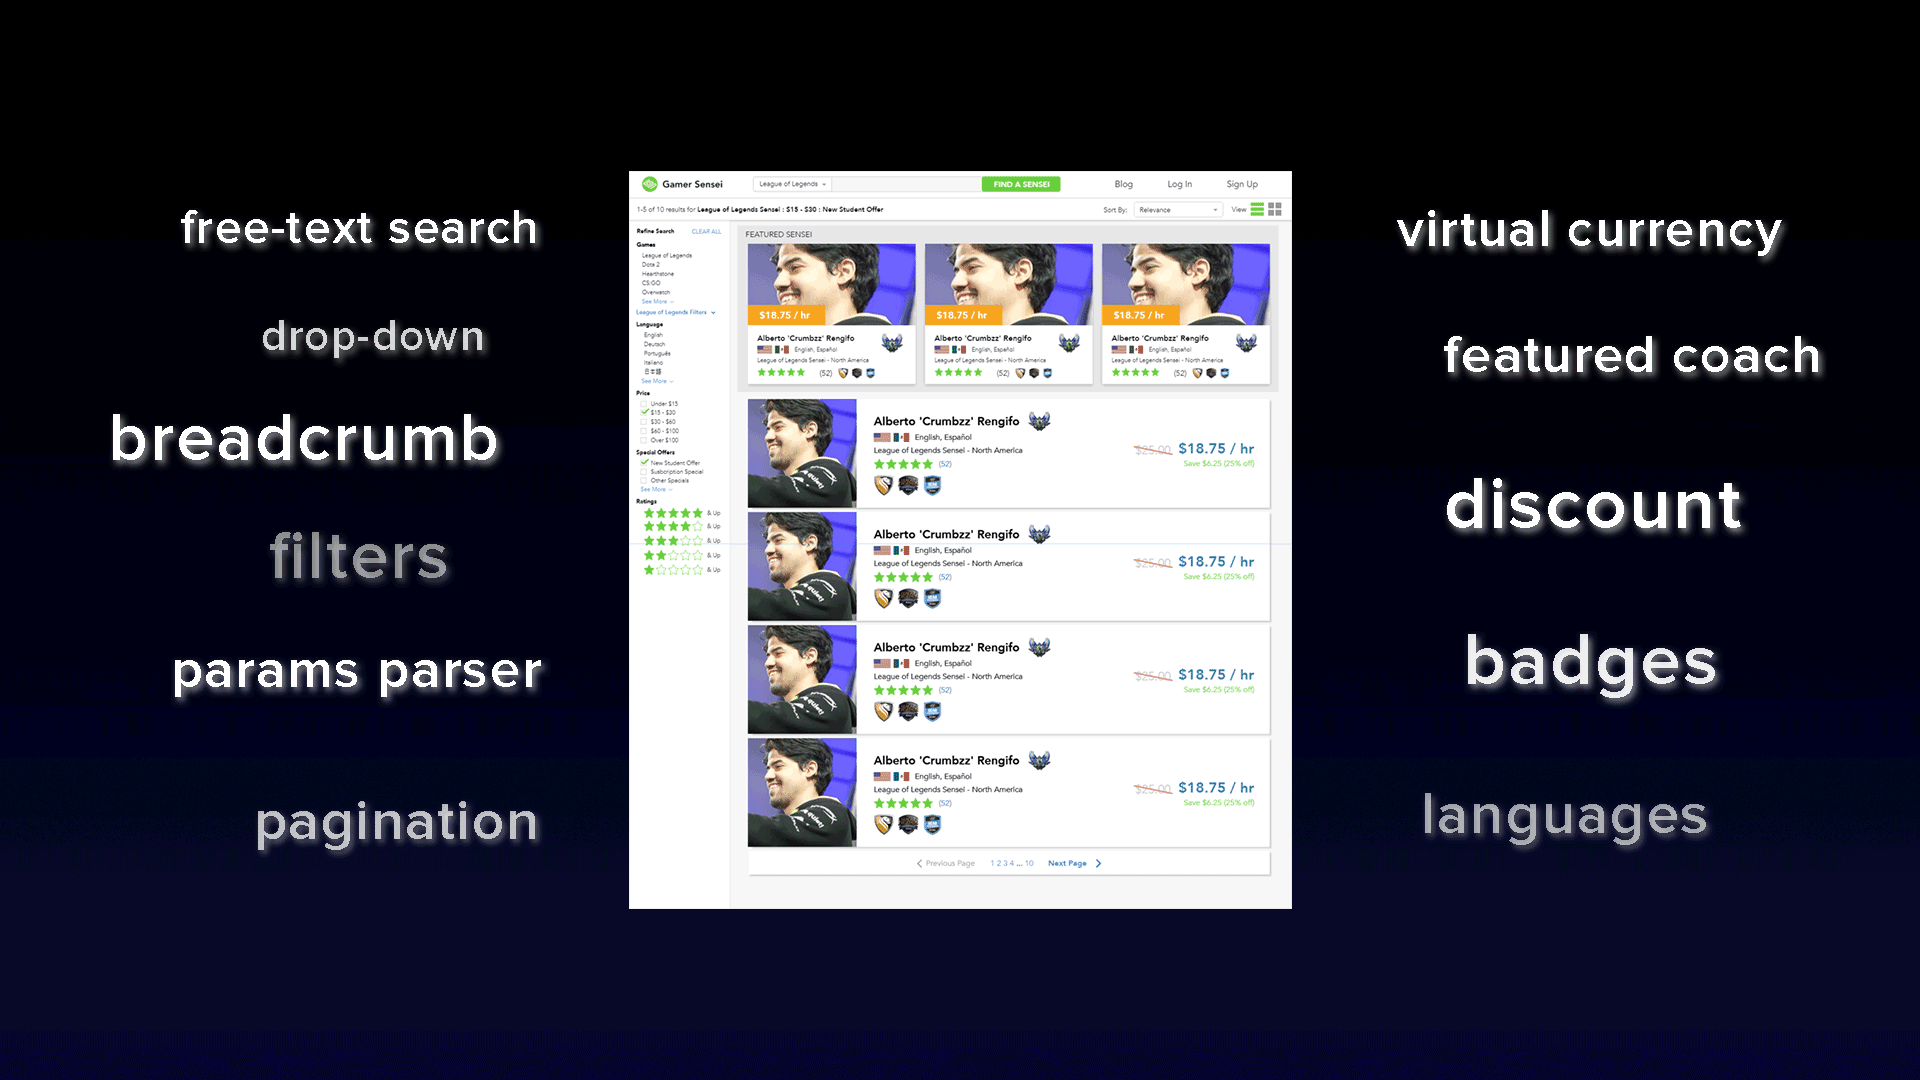 free-text search
drop-down
breadcrumb
filters
params parser
pagination
Gamer Sensei
League of Legends
FIND A SENSEI
Blog
Log In
Sign Up
1-5 of 10 results for League of Legends Sensei : $15 - $30 : New Student Offer
Sort By:
Relevance
View
Refine Search
CLEAR ALL
Games
League of Legends
Dota 2
Hearthstone
CS:GO
Overwatch
See More
League of Legends Filters
Language
English
Deutsch
Português
Italiano
日本語
See More
Price
Under $15
$15 - $30
$30 - $60
$60 - $100
Over $100
Special Offers
New Student Offer
Susbcription Special
Other Specials
See More
Ratings
& Up
& Up
& Up
& Up
& Up
FEATURED SENSEI
$18.75 / hr
Alberto 'Crumbzz' Rengifo
English, Español
League of Legends Sensei - North America
(52)
$18.75 / hr
Alberto 'Crumbzz' Rengifo
English, Español
League of Legends Sensei - North America
(52)
$18.75 / hr
Alberto 'Crumbzz' Rengifo
English, Español
League of Legends Sensei - North America
(52)
Alberto 'Crumbzz' Rengifo
English, Español
League of Legends Sensei - North America
(52)
$25.00 $18.75 / hr
Save $6.25 (25% off)
Alberto 'Crumbzz' Rengifo
English, Español
League of Legends Sensei - North America
(52)
$25.00 $18.75 / hr
Save $6.25 (25% off)
Alberto 'Crumbzz' Rengifo
English, Español
League of Legends Sensei - North America
(52)
$25.00 $18.75 / hr
Save $6.25 (25% off)
Alberto 'Crumbzz' Rengifo
English, Español
League of Legends Sensei - North America
(52)
$25.00 $18.75 / hr
Save $6.25 (25% off)
Previous Page
1 2 3 4 ... 10
Next Page
virtual currency
featured coach
discount
badges
languages